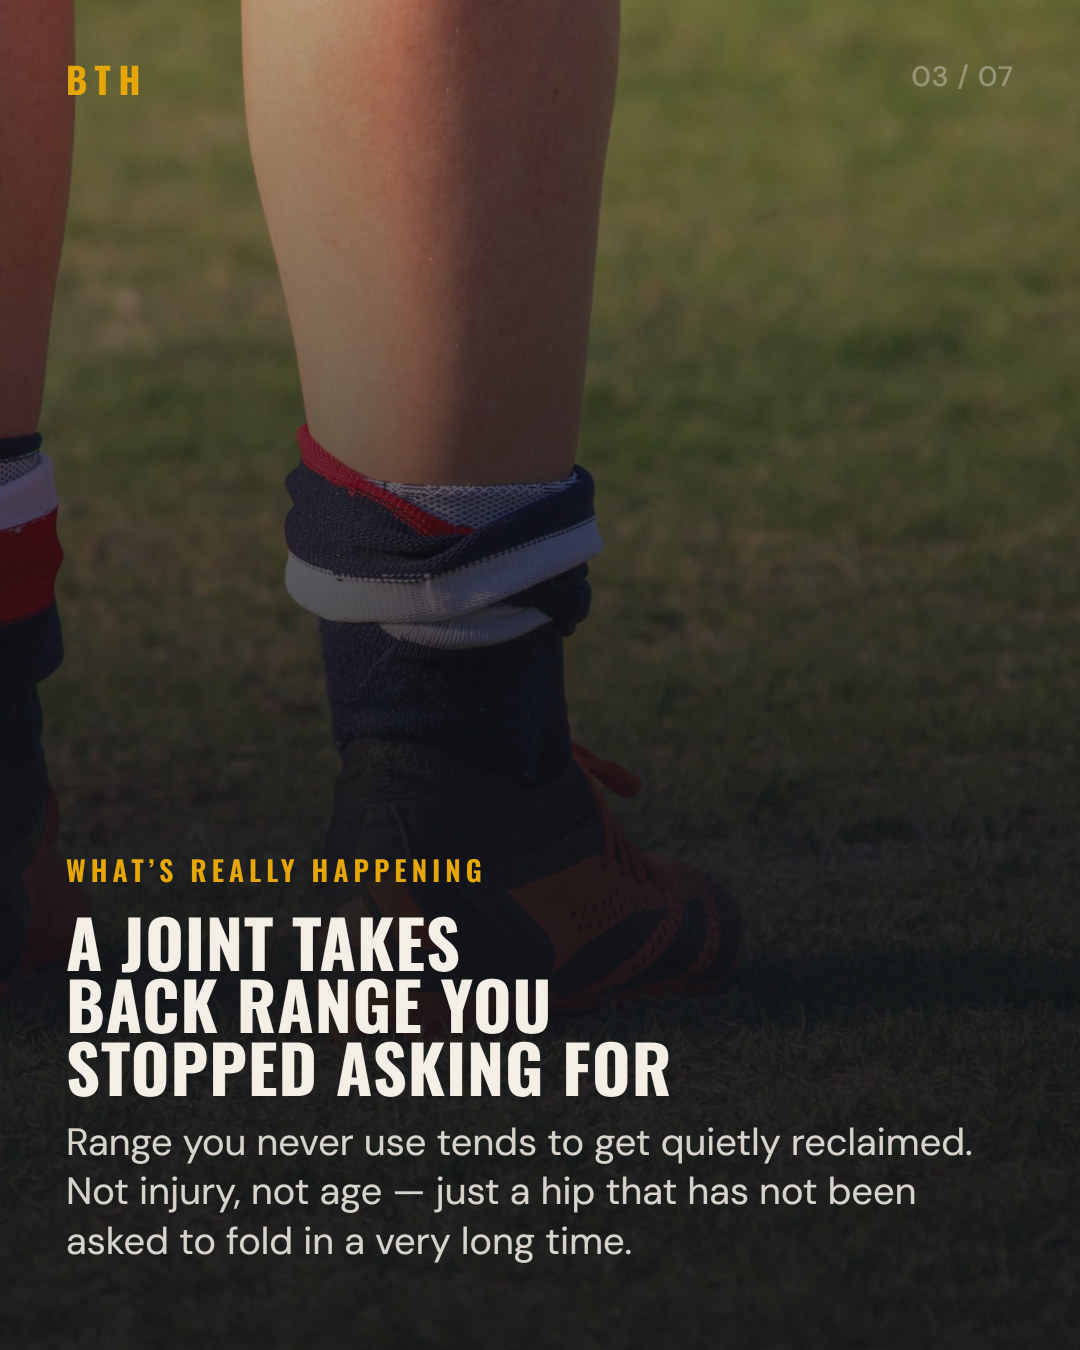 BTH
03 / 07
WHAT’S REALLY HAPPENING
A JOINT TAKES
BACK RANGE YOU
STOPPED ASKING FOR
Range you never use tends to get quietly reclaimed.
Not injury, not age — just a hip that has not been
asked to fold in a very long time.